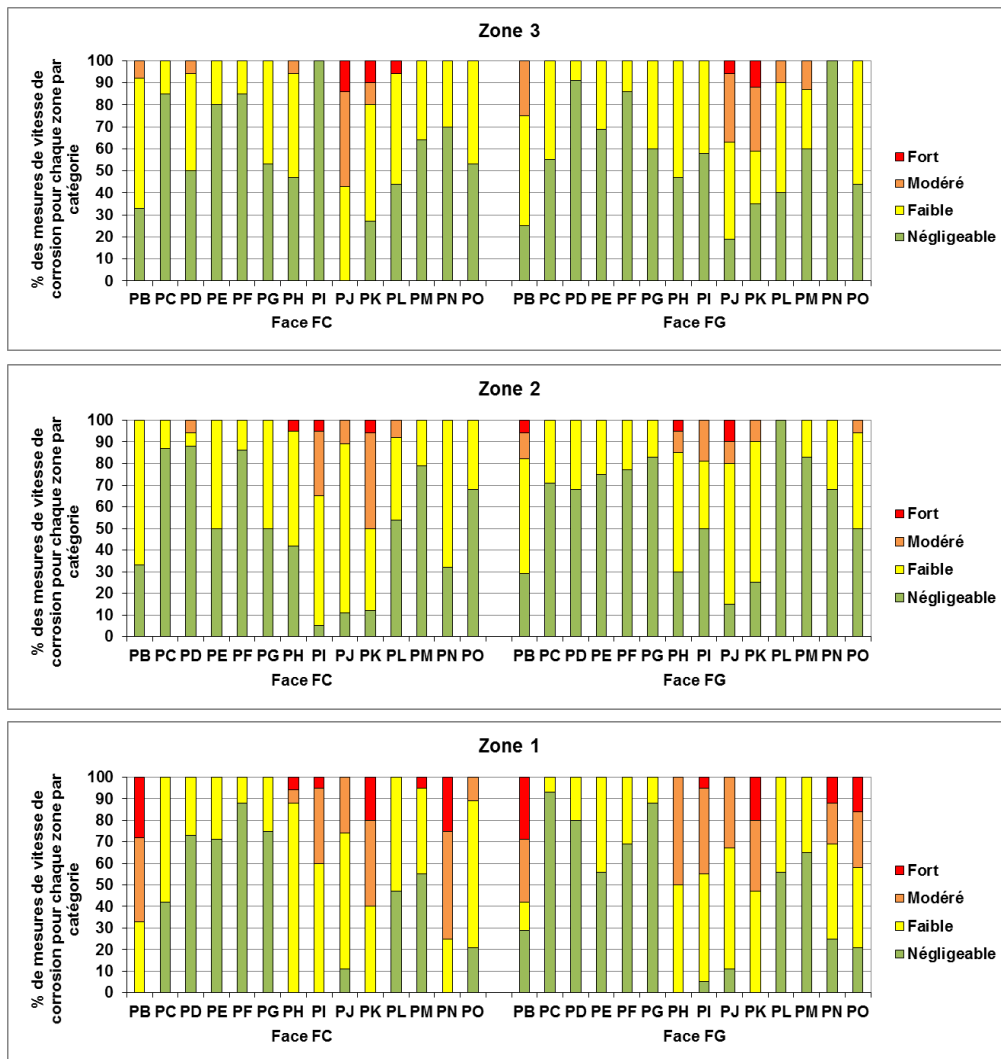 Zone 3
% des mesures de vitesse de
corrosion pour chaque zone par
catégorie
100
90
80
70
60
50
40
30
20
10
0
PB PC PD PE PF PG PH PI PJ PK PL PM PN PO PB PC PD PE PF PG PH PI PJ PK PL PM PN PO
Face FC Face FG
Fort
Modéré
Faible
Négligeable
Zone 2
% des mesures de vitesse de
corrosion pour chaque zone par
catégorie
100
90
80
70
60
50
40
30
20
10
0
PB PC PD PE PF PG PH PI PJ PK PL PM PN PO PB PC PD PE PF PG PH PI PJ PK PL PM PN PO
Face FC Face FG
Fort
Modéré
Faible
Négligeable
Zone 1
% de mesures de vitesse de
corrosion pour chaque zone par
catégorie
100
90
80
70
60
50
40
30
20
10
0
PB PC PD PE PF PG PH PI PJ PK PL PM PN PO PB PC PD PE PF PG PH PI PJ PK PL PM PN PO
Face FC Face FG
Fort
Modéré
Faible
Négligeable